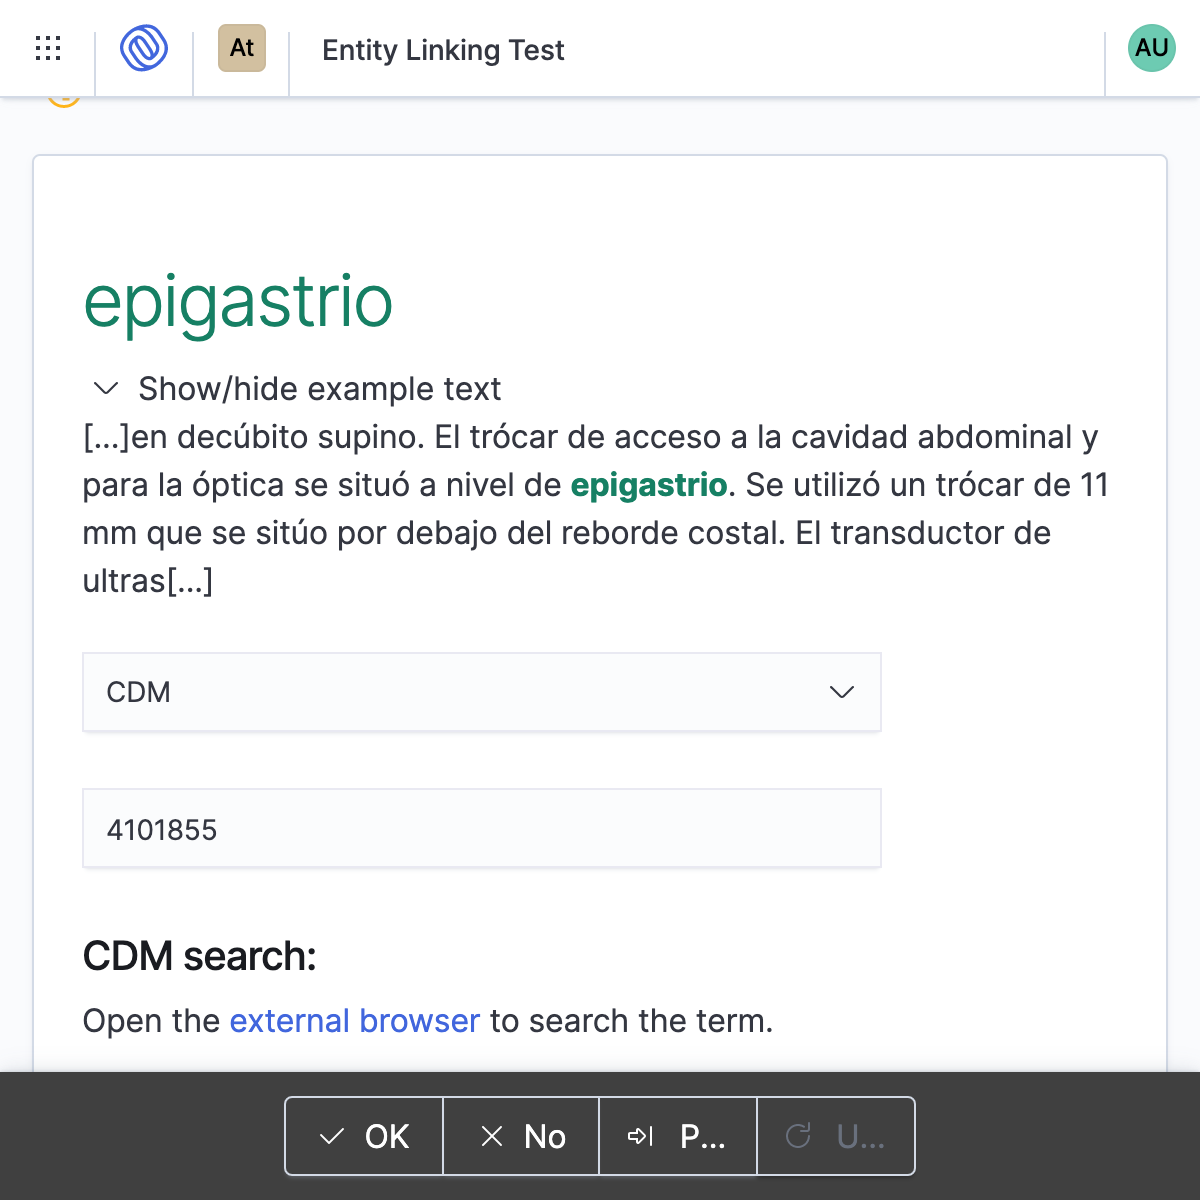 At
Entity Linking Test
AU
epigastrio
Show/hide example text
[...]en decúbito supino. El trócar de acceso a la cavidad abdominal y
para la óptica se situó a nivel de epigastrio. Se utilizó un trócar de 11
mm que se sitúo por debajo del reborde costal. El transductor de
ultras[...]
CDM
4101855
CDM search:
Open the external browser to search the term.
OK
No
P...
U...